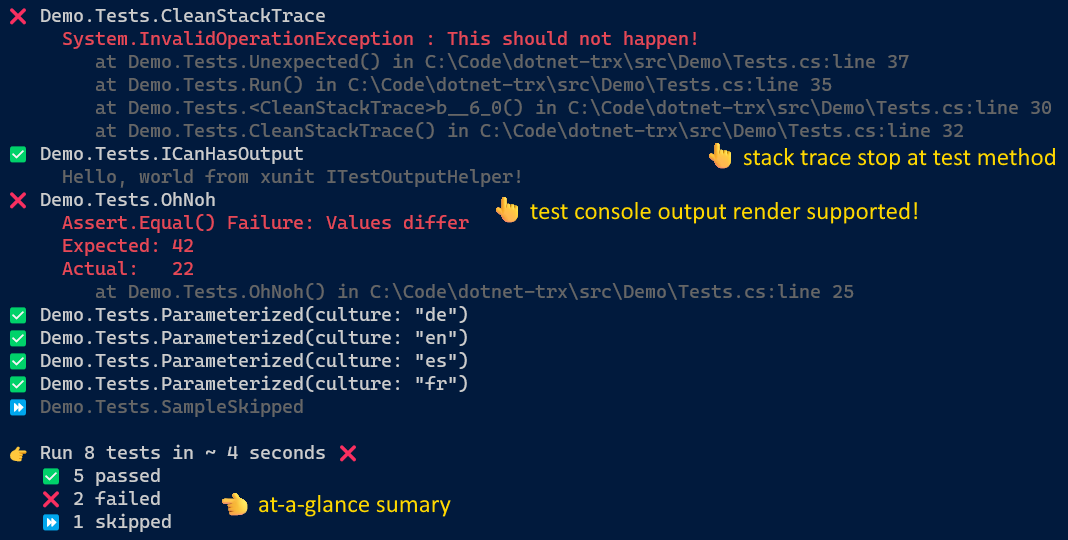 ❌ Demo.Tests.CleanStackTrace
System.InvalidOperationException : This should not happen!
at Demo.Tests.Unexpected() in C:\Code\dotnet-trx\src\Demo\Tests.cs:line 37
at Demo.Tests.Run() in C:\Code\dotnet-trx\src\Demo\Tests.cs:line 35
at Demo.Tests.<CleanStackTrace>b__6_0() in C:\Code\dotnet-trx\src\Demo\Tests.cs:line 30
at Demo.Tests.CleanStackTrace() in C:\Code\dotnet-trx\src\Demo\Tests.cs:line 32
✅ Demo.Tests.ICanHasOutput
👆 stack trace stop at test method
Hello, world from xunit ITestOutputHelper!
❌ Demo.Tests.OhNoh
👆 test console output render supported!
Assert.Equal() Failure: Values differ
Expected: 42
Actual:   22
at Demo.Tests.OhNoh() in C:\Code\dotnet-trx\src\Demo\Tests.cs:line 25
✅ Demo.Tests.Parameterized(culture: "de")
✅ Demo.Tests.Parameterized(culture: "en")
✅ Demo.Tests.Parameterized(culture: "es")
✅ Demo.Tests.Parameterized(culture: "fr")
⏩ Demo.Tests.SampleSkipped
👉 Run 8 tests in ~ 4 seconds ❌
✅ 5 passed
❌ 2 failed
👈 at-a-glance sumary
⏩ 1 skipped